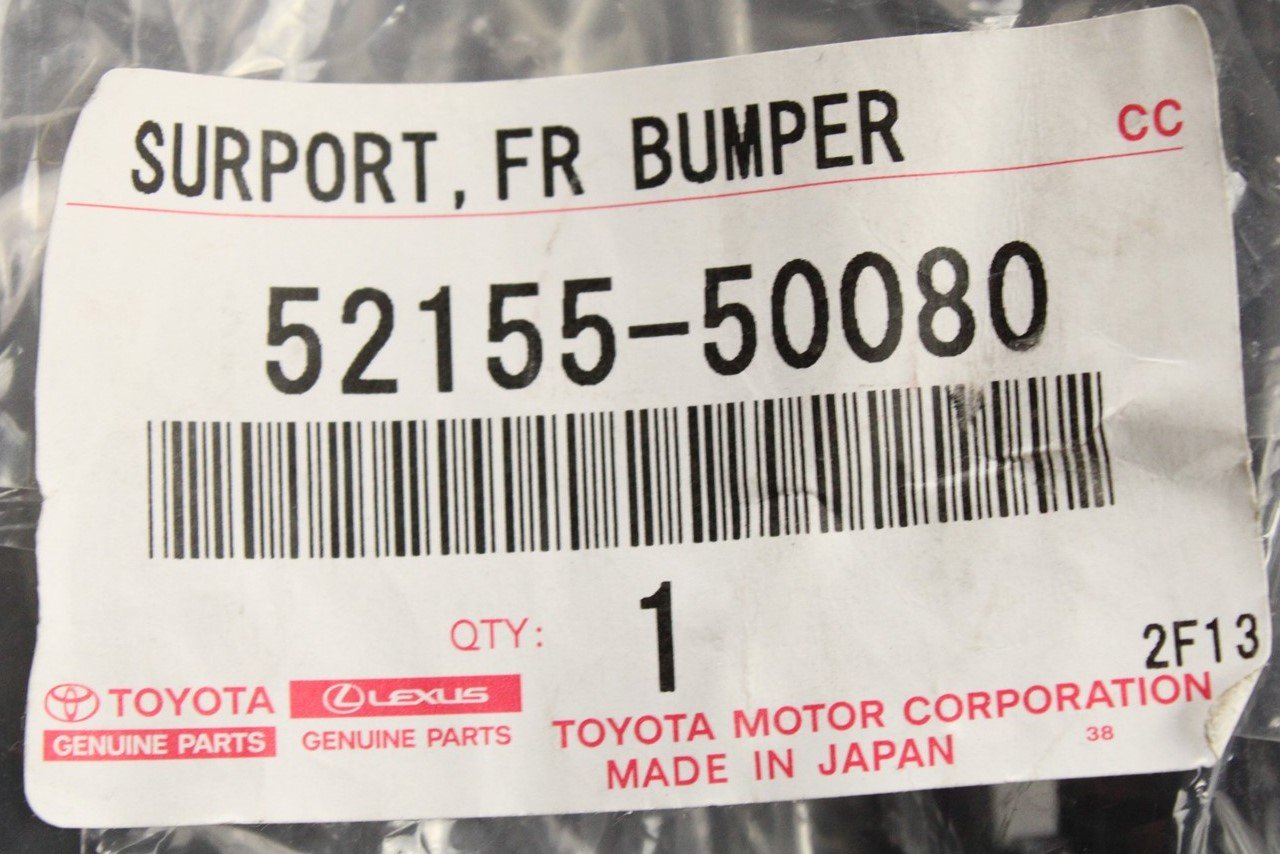 SURPORT, FR BUMPER
CC
52155-50080
QTY: 1
2F13
TOYOTA
GENUINE PARTS
LEXUS
GENUINE PARTS
TOYOTA MOTOR CORPORATION
MADE IN JAPAN
38